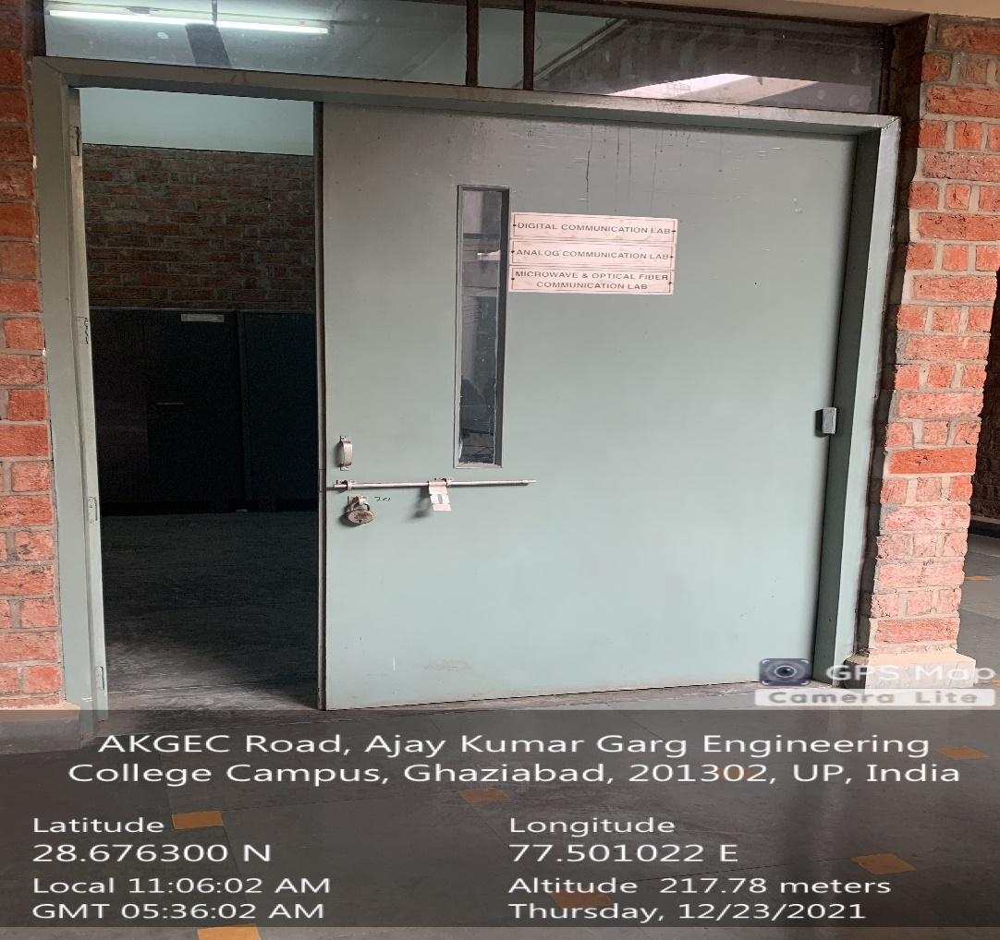 DIGITAL COMMUNICATION LAB
ANALOG COMMUNICATION LAB
MICROWAVE & OPTICAL FIBER
COMMUNICATION LAB
GPS Map
Camera Lite
AKGEC Road, Ajay Kumar Garg Engineering
College Campus, Ghaziabad, 201302, UP, India
Latitude
28.676300 N
Longitude
77.501022 E
Local 11:06:02 AM
GMT 05:36:02 AM
Altitude 217.78 meters
Thursday, 12/23/2021